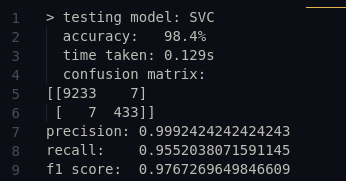 1 > testing model: SVC
2   accuracy:   98.4%
3   time taken: 0.129s
4   confusion matrix:
5 [[9233    7]
6  [   7  433]]
7 precision: 0.9992424242424243
8 recall:    0.9552038071591145
9 f1 score:  0.9767269649846609